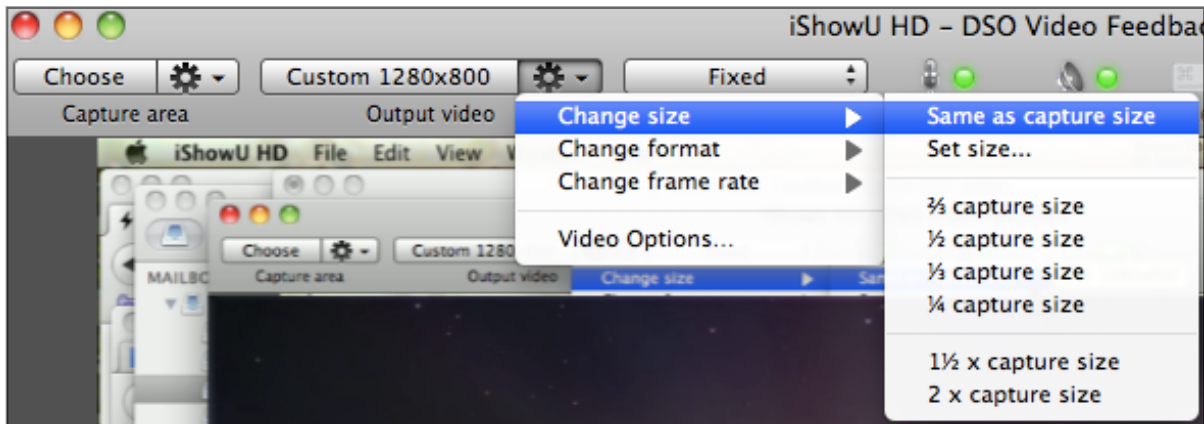 iShowU HD – DSO Video Feedbac
Choose
Custom 1280x800
Fixed
Capture area
Output video
Change size
Change format
Change frame rate
Video Options...
Same as capture size
Set size...
⅔ capture size
½ capture size
⅓ capture size
¼ capture size
1½ x capture size
2 x capture size
iShowU HD File Edit View
Choose
Custom 1280
Capture area
Output video
MAILBO
Change size